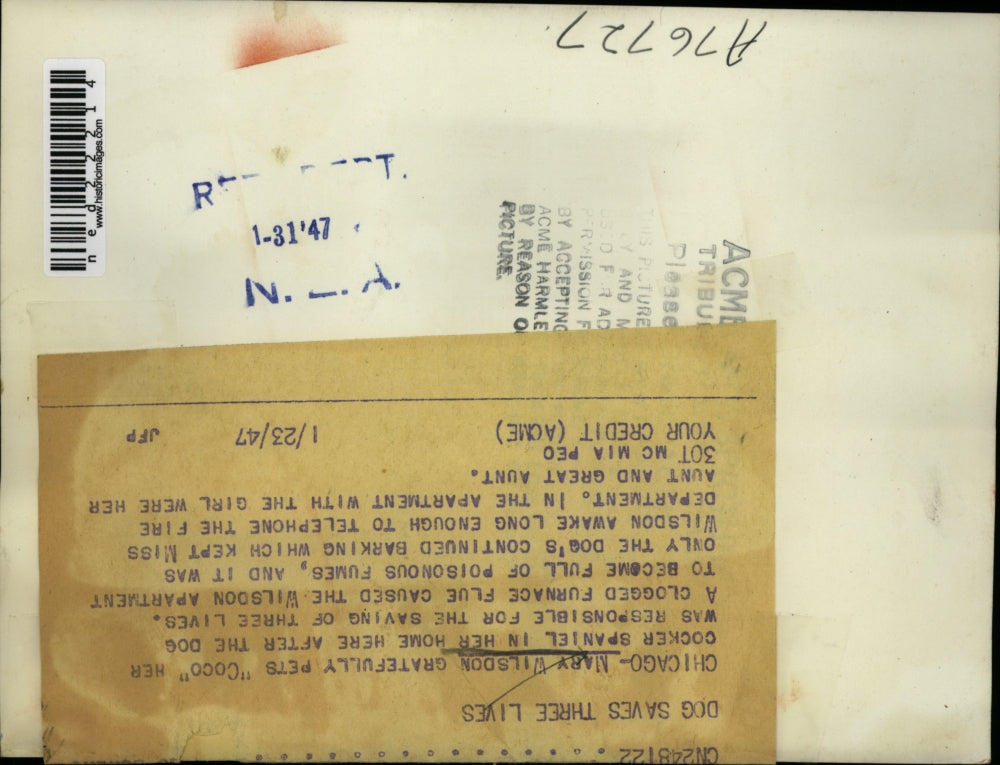 A76727
ned22214
www.historicimages.com
T.
1-31'47
N. A.
ACME
TRIBU
Please
THIS PICTURE
AND
AD
PERMISSION
BY ACCEPTING
ACME HARMLE
BY REASON O
PICTURE.
CN248122
DOG SAVES THREE LIVES
CHICAGO- MARY WILSDON GRATEFULLY PETS "COCO" HER
COCKER SPANIEL IN HER HOME HERE AFTER THE DOG
WAS RESPONSIBLE FOR THE SAVING OF THREE LIVES.
A CLOGGED FURNACE FLUE CAUSED THE WILSDON APARTMENT
TO BECOME FULL OF POISONOUS FUMES, AND IT WAS
ONLY THE DOG'S CONTINUED BARKING WHICH KEPT MISS
WILSDON AWAKE LONG ENOUGH TO TELEPHONE THE FIRE
DEPARTMENT. IN THE APARTMENT WITH THE GIRL WERE HER
AUNT AND GREAT AUNT.
30T MC MIA PEO
YOUR CREDIT (ACME) 1/23/47 JFP